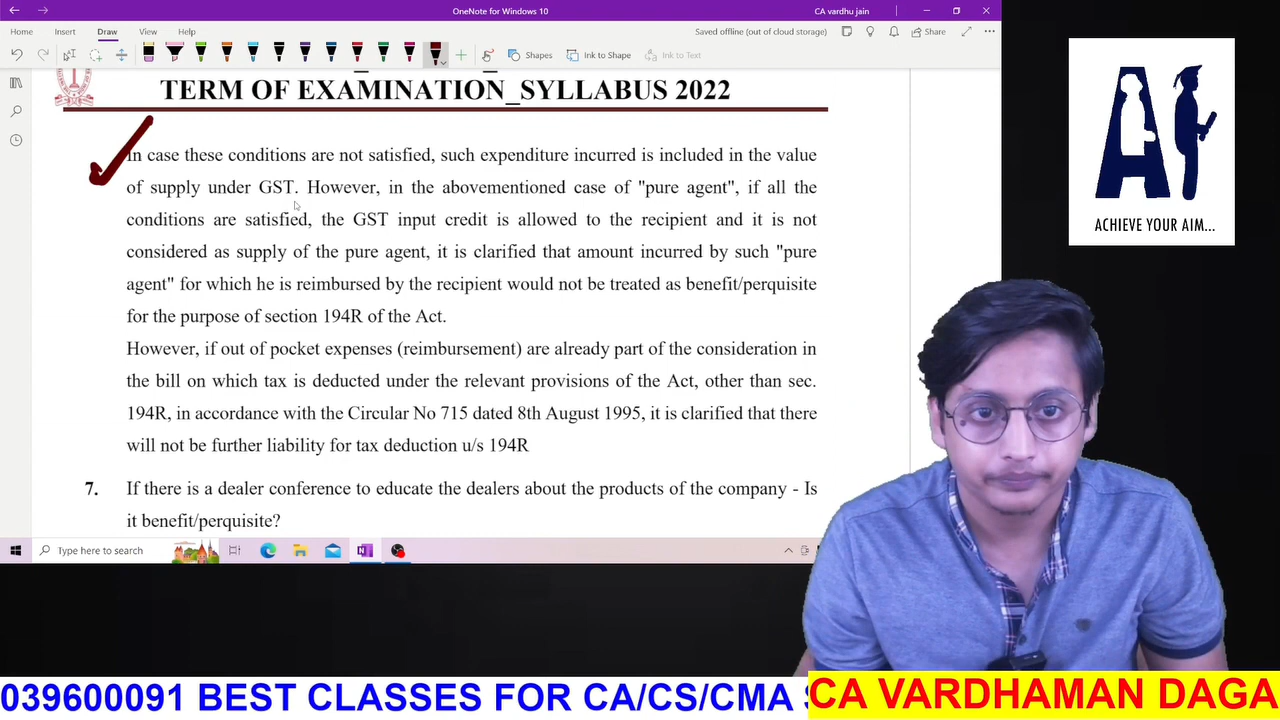 OneNote for Windows 10
CA vardhu jain
Home Insert Draw View Help
Saved offline (out of cloud storage)
Share
Shapes
Ink to Shape
Ink to Text
TERM OF EXAMINATION_SYLLABUS 2022
In case these conditions are not satisfied, such expenditure incurred is included in the value
of supply under GST. However, in the abovementioned case of "pure agent", if all the
conditions are satisfied, the GST input credit is allowed to the recipient and it is not
considered as supply of the pure agent, it is clarified that amount incurred by such "pure
agent" for which he is reimbursed by the recipient would not be treated as benefit/perquisite
for the purpose of section 194R of the Act.
However, if out of pocket expenses (reimbursement) are already part of the consideration in
the bill on which tax is deducted under the relevant provisions of the Act, other than sec.
194R, in accordance with the Circular No 715 dated 8th August 1995, it is clarified that there
will not be further liability for tax deduction u/s 194R
7. If there is a dealer conference to educate the dealers about the products of the company - Is
it benefit/perquisite?
Type here to search
AI
ACHIEVE YOUR AIM...
039600091 BEST CLASSES FOR CA/CS/CMA
CA VARDHAMAN DAGA